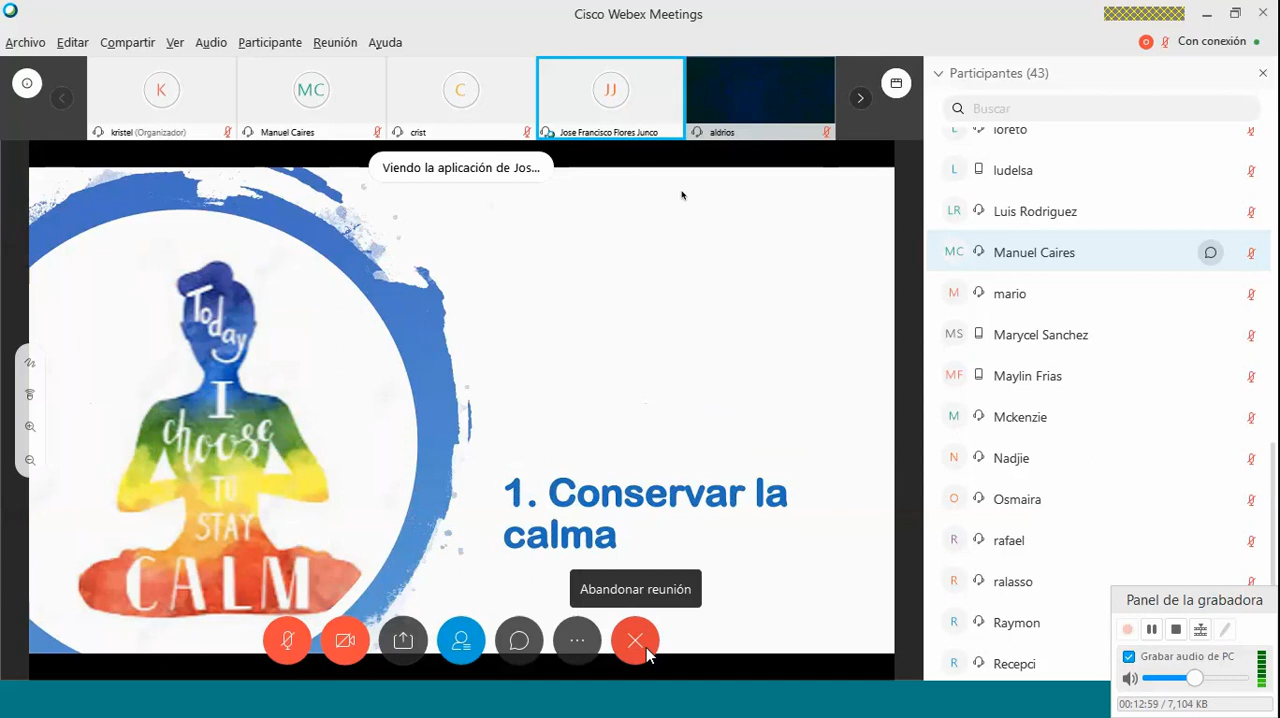 Cisco Webex Meetings
Archivo Editar Compartir Ver Audio Participante Reunión Ayuda
Con conexión
K
MC
C
JJ
kristel (Organizador)
Manuel Caires
crist
Jose Francisco Flores Junco
aldrios
Viendo la aplicación de Jos...
Today
I
choose
TO
STAY
CALM
1. Conservar la
calma
Abandonar reunión
Participantes (43)
Buscar
L loreto
L ludelsa
LR Luis Rodriguez
MC Manuel Caires
M mario
MS Marycel Sanchez
MF Maylin Frias
M Mckenzie
N Nadjie
O Osmaira
R rafael
R ralasso
R Raymon
R Recepci
Panel de la grabadora
Grabar audio de PC
00:12:59 / 7,104 KB